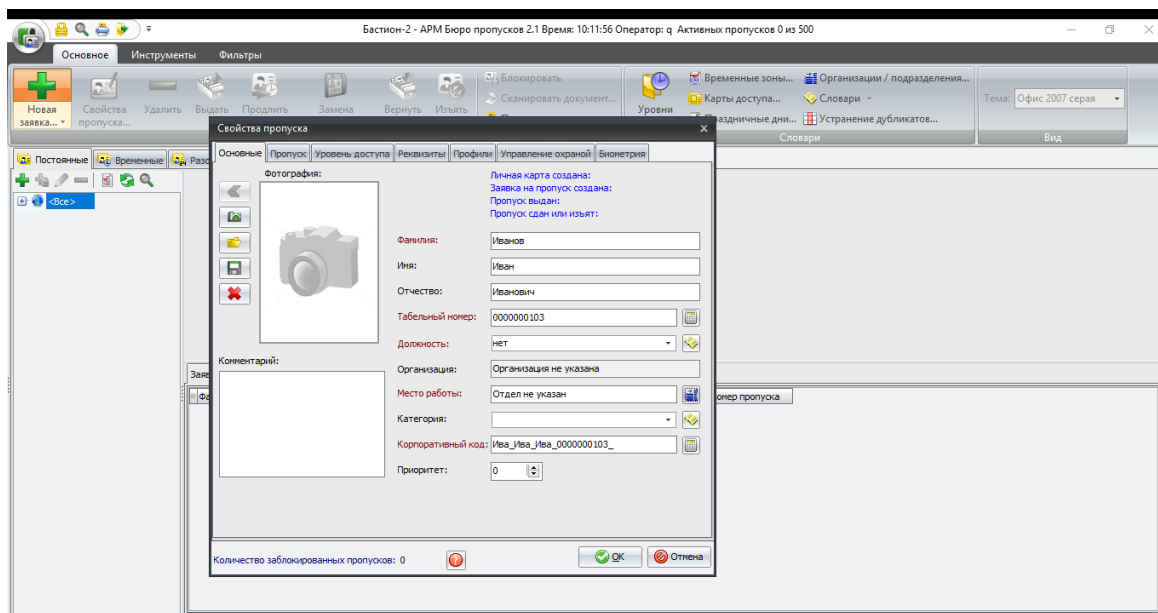 Бастион-2 - АРМ Бюро пропусков 2.1 Время: 10:11:56 Оператор: q Активных пропусков 0 из 500
Основное Инструменты Фильтры
Новая заявка...
Свойства пропуска...
Удалить
Выдать
Продлить
Замена
Вернуть
Изъять
Блокировать
Сканировать документ...
Уровни
Временные зоны...
Карты доступа...
Организации / подразделения...
Словари
Устранение дубликатов...
Словари
Тема: Офис 2007 серая
Вид
Постоянные Временные
<Все>
Свойства пропуска
Основные Пропуск Уровень доступа Реквизиты Профили Управление охраной Биометрия
Фотография:
Личная карта создана:
Заявка на пропуск создана:
Пропуск выдан:
Пропуск сдан или изъят:
Фамилия: Иванов
Имя: Иван
Отчество: Иванович
Табельный номер: 0000000103
Должность: нет
Комментарий:
Организация: Организация не указана
Место работы: Отдел не указан
Категория:
Корпоративный код: Ива_Ива_Ива_0000000103_
Приоритет: 0
Количество заблокированных пропусков: 0
OK
Отмена
пропуска